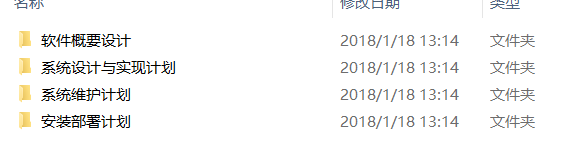 名称 修改日期 类型
软件概要设计 2018/1/18 13:14 文件夹
系统设计与实现计划 2018/1/18 13:14 文件夹
系统维护计划 2018/1/18 13:14 文件夹
安装部署计划 2018/1/18 13:14 文件夹